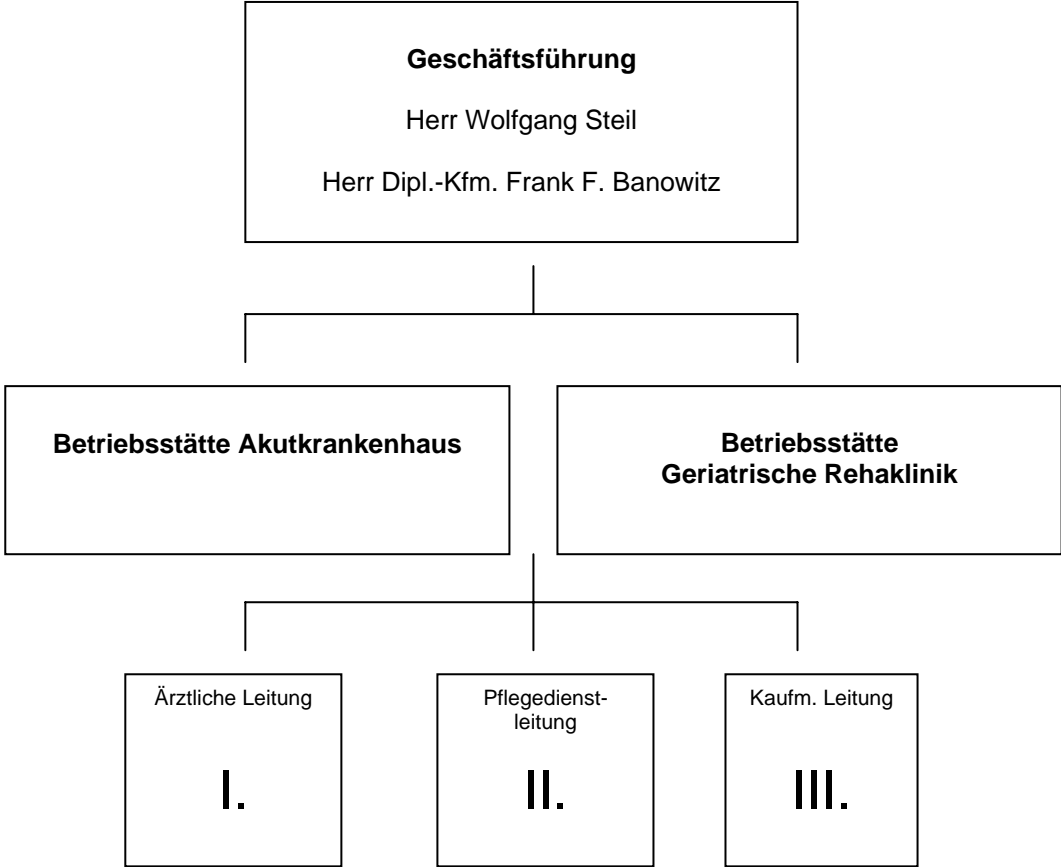 Geschäftsführung
Herr Wolfgang Steil
Herr Dipl.-Kfm. Frank F. Banowitz
Betriebsstätte Akutkrankenhaus
Betriebsstätte
Geriatrische Rehaklinik
Ärztliche Leitung
I.
Pflegedienst-
leitung
II.
Kaufm. Leitung
III.